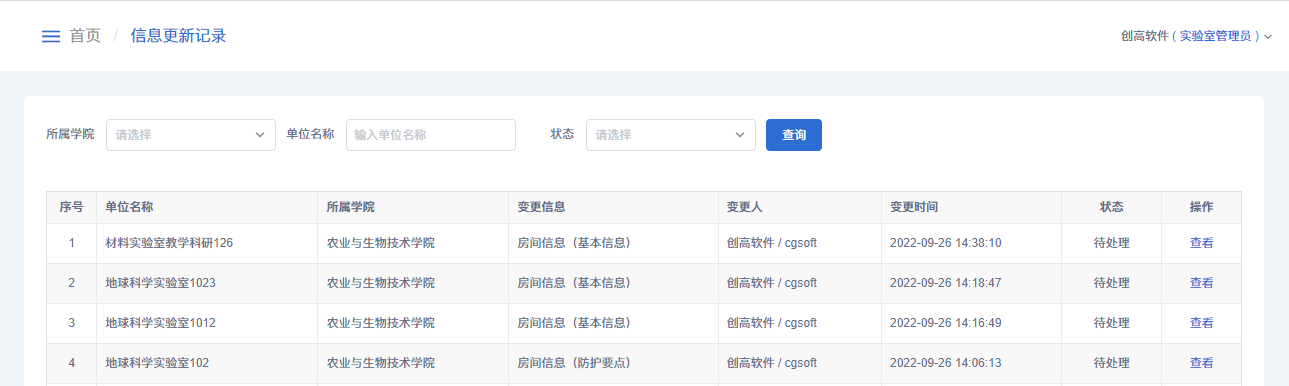 首页 / 信息更新记录
创高软件 ( 实验室管理员 )
所属学院 请选择 单位名称 输入单位名称 状态 请选择 查询
序号 单位名称 所属学院 变更信息 变更人 变更时间 状态 操作
1 材料实验室教学科研126 农业与生物技术学院 房间信息（基本信息） 创高软件 / cgsoft 2022-09-26 14:38:10 待处理 查看
2 地球科学实验室1023 农业与生物技术学院 房间信息（基本信息） 创高软件 / cgsoft 2022-09-26 14:18:47 待处理 查看
3 地球科学实验室1012 农业与生物技术学院 房间信息（基本信息） 创高软件 / cgsoft 2022-09-26 14:16:49 待处理 查看
4 地球科学实验室102 农业与生物技术学院 房间信息（防护要点） 创高软件 / cgsoft 2022-09-26 14:06:13 待处理 查看